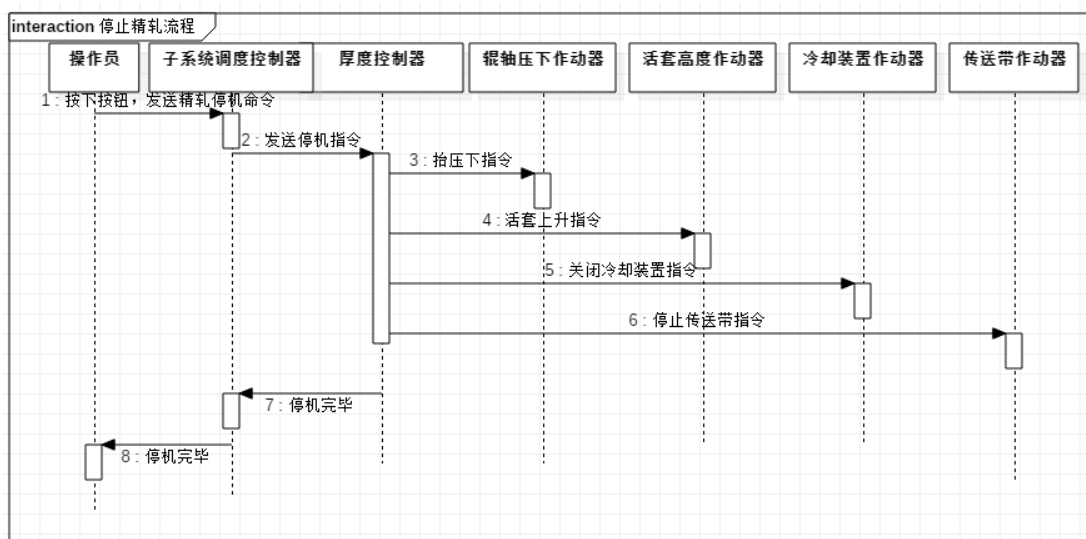 interaction 停止精轧流程
操作员
子系统调度控制器
厚度控制器
辊轴压下作动器
活套高度作动器
冷却装置作动器
传送带作动器
1 : 按下按钮，发送精轧停机命令
2 : 发送停机指令
3 : 抬压下指令
4 : 活套上升指令
5 : 关闭冷却装置指令
6 : 停止传送带指令
7 : 停机完毕
8 : 停机完毕